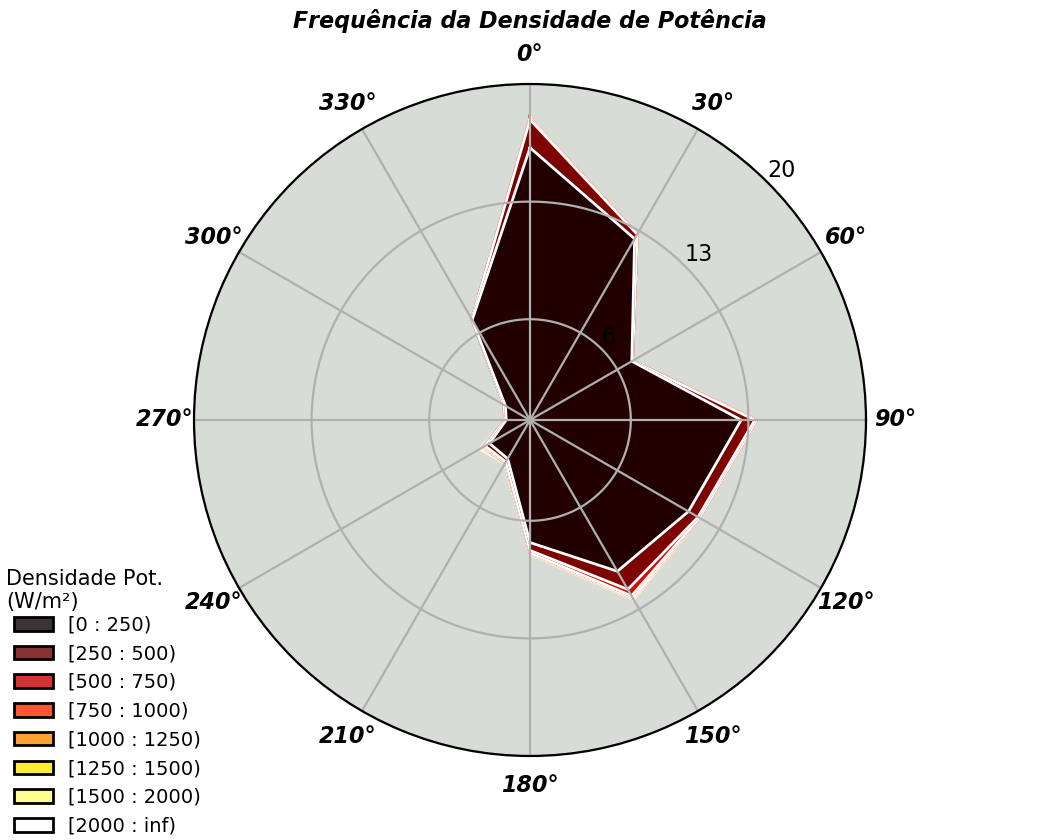 Frequência da Densidade de Potência
0°
330°
30°
20
300°
60°
13
6
270°
90°
240°
120°
210°
150°
180°
Densidade Pot.
(W/m²)
[0 : 250)
[250 : 500)
[500 : 750)
[750 : 1000)
[1000 : 1250)
[1250 : 1500)
[1500 : 2000)
[2000 : inf)